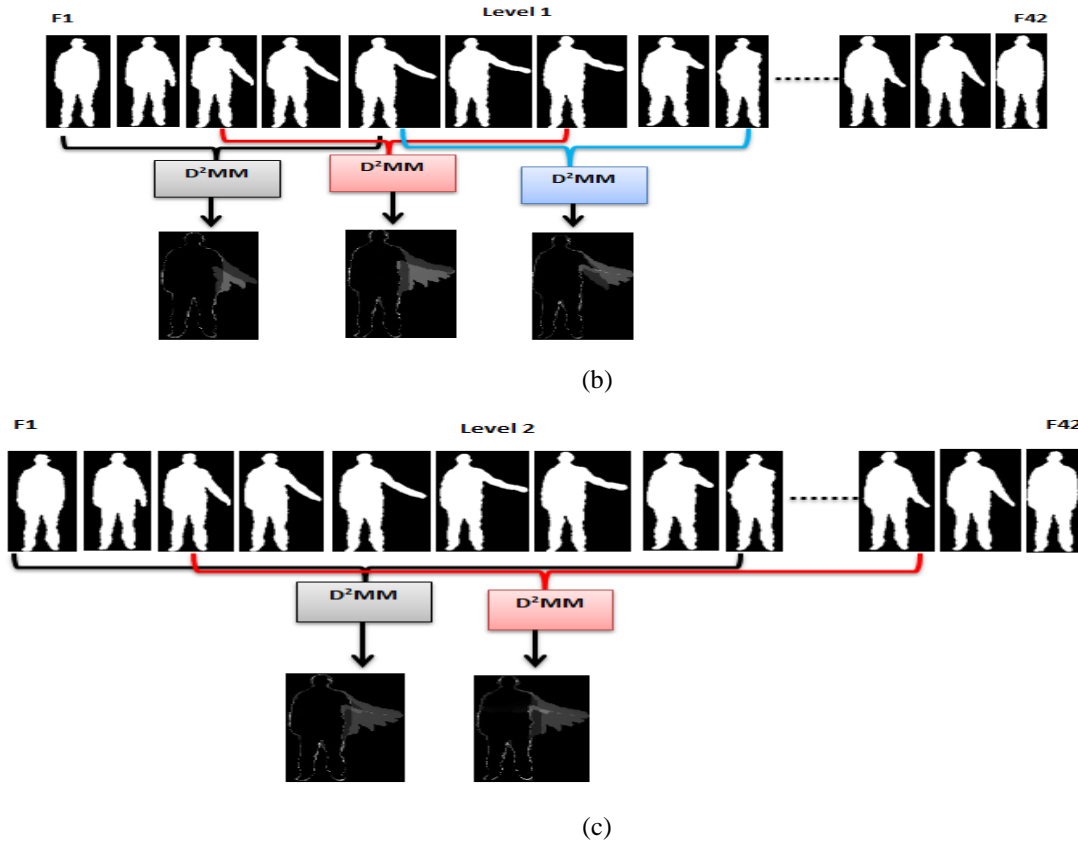 Level 1
F1 F42
D²MM D²MM D²MM
(b)
F1 Level 2 F42
D²MM D²MM
(c)